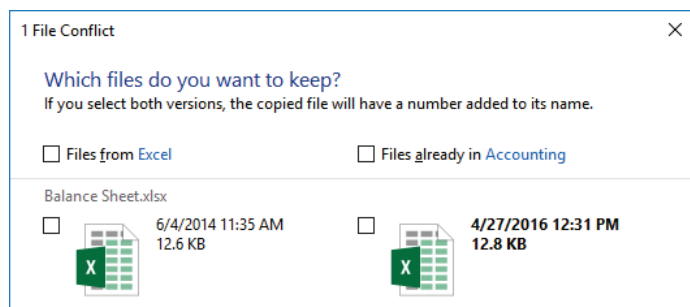 1 File Conflict
Which files do you want to keep?
If you select both versions, the copied file will have a number added to its name.
Files from Excel
Files already in Accounting
Balance Sheet.xlsx
6/4/2014 11:35 AM
12.6 KB
4/27/2016 12:31 PM
12.8 KB
X
X